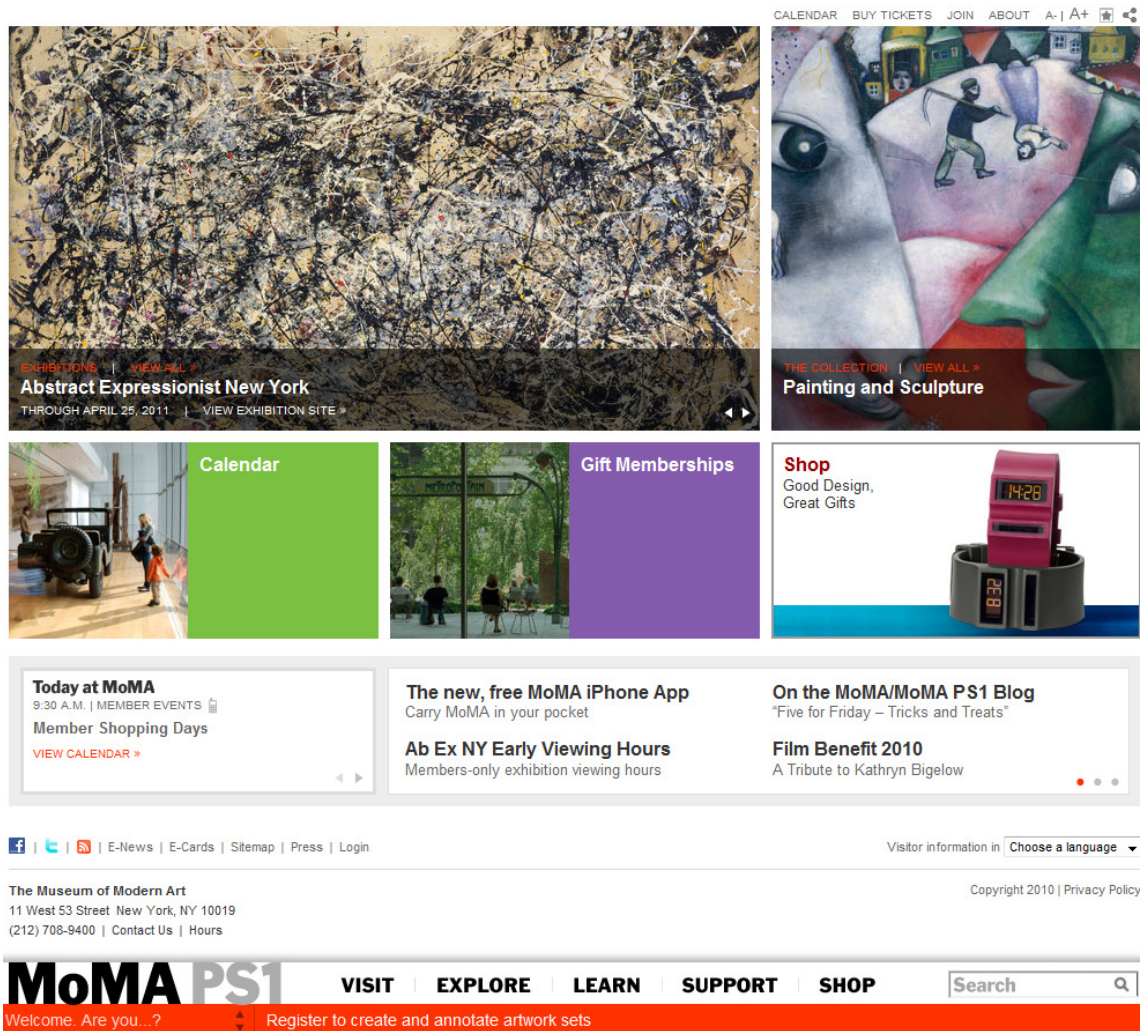 CALENDAR BUY TICKETS JOIN ABOUT A- | A+
EXHIBITIONS | VIEW ALL »
Abstract Expressionist New York
THROUGH APRIL 25, 2011 | VIEW EXHIBITION SITE »
THE COLLECTION | VIEW ALL »
Painting and Sculpture
Calendar
METROPOLITAIN
Gift Memberships
Shop
Good Design,
Great Gifts
14:28
Today at MoMA
9:30 A.M. | MEMBER EVENTS
Member Shopping Days
VIEW CALENDAR »
The new, free MoMA iPhone App
Carry MoMA in your pocket
Ab Ex NY Early Viewing Hours
Members-only exhibition viewing hours
On the MoMA/MoMA PS1 Blog
“Five for Friday – Tricks and Treats”
Film Benefit 2010
A Tribute to Kathryn Bigelow
f | t | | E-News | E-Cards | Sitemap | Press | Login
Visitor information in Choose a language
The Museum of Modern Art
11 West 53 Street New York, NY 10019
(212) 708-9400 | Contact Us | Hours
Copyright 2010 | Privacy Policy
MoMA PS1
VISIT EXPLORE LEARN SUPPORT SHOP
Search
Welcome. Are you...?
Register to create and annotate artwork sets